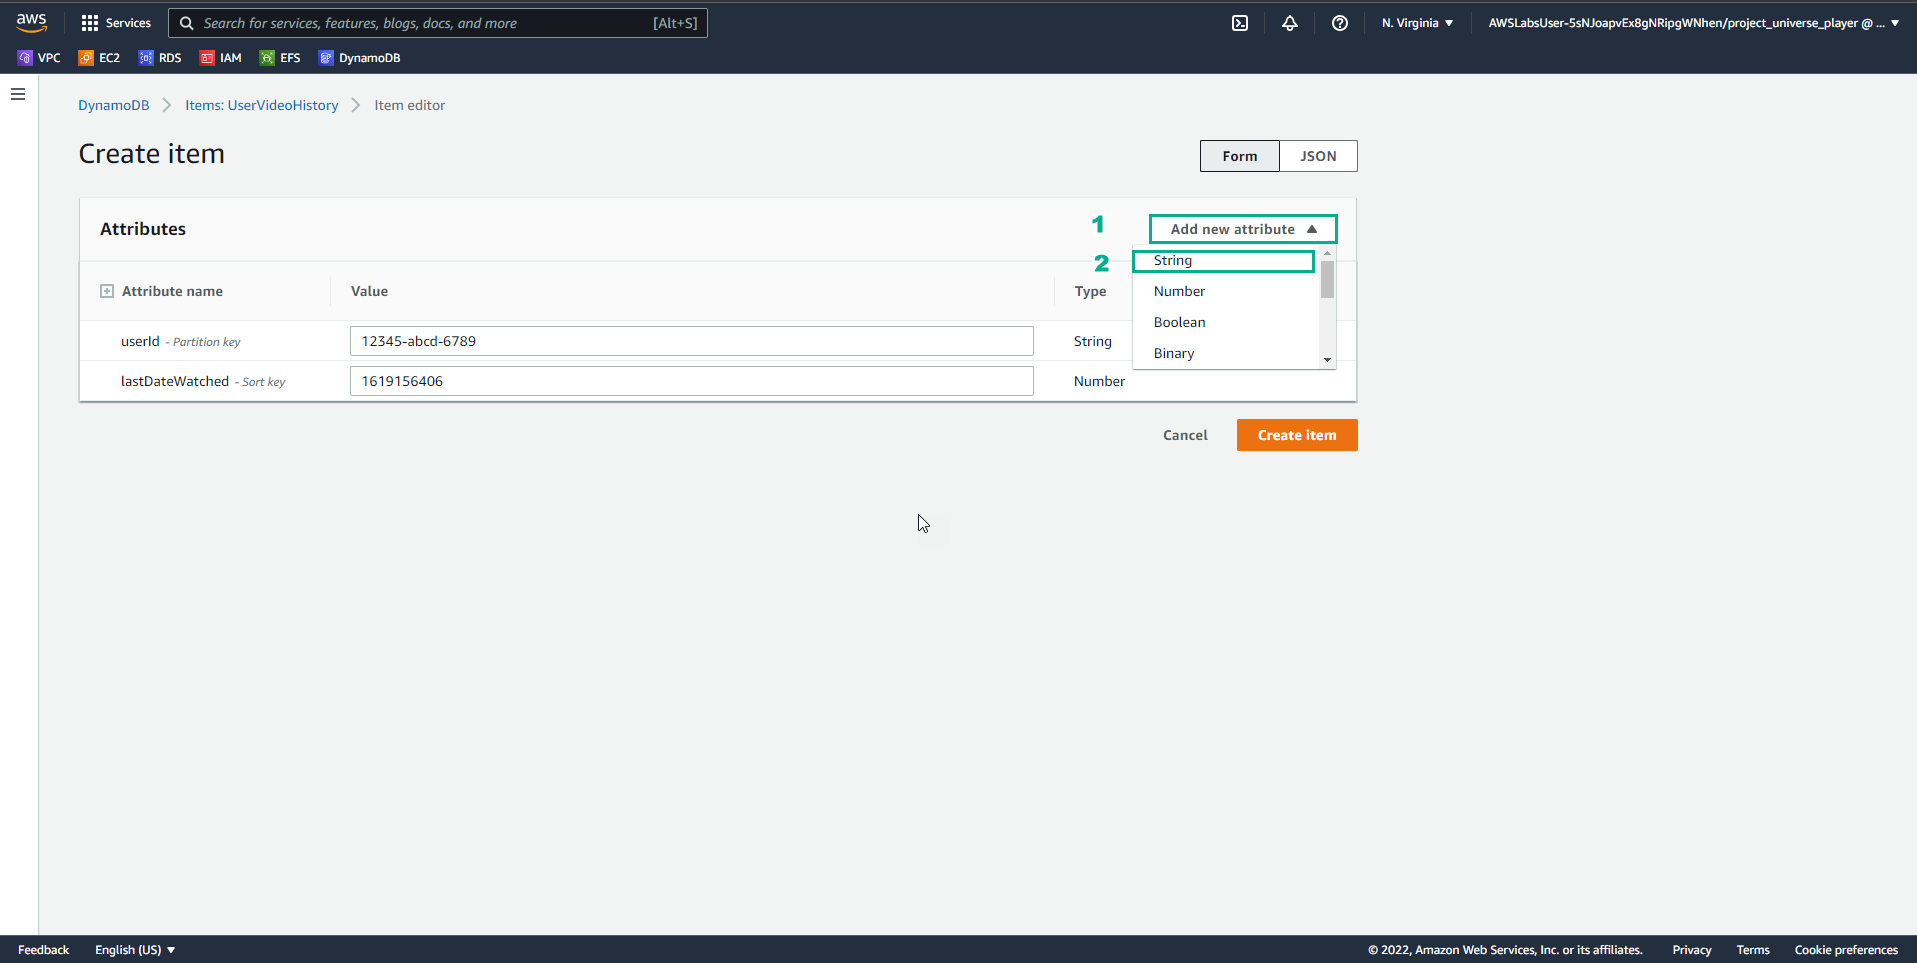 aws Services Search for services, features, blogs, docs, and more [Alt+S] N. Virginia AWSLabsUser-5sNJoapvEx8gNRipgWNhen/project_universe_player @ ...
VPC EC2 RDS IAM EFS DynamoDB
DynamoDB Items: UserVideoHistory Item editor
Create item
Form JSON
Attributes 1 Add new attribute
2 String
Attribute name Value Type Number
Boolean
userId - Partition key 12345-abcd-6789 String
Binary
lastDateWatched - Sort key 1619156406 Number
Cancel Create item
Feedback English (US) © 2022, Amazon Web Services, Inc. or its affiliates. Privacy Terms Cookie preferences